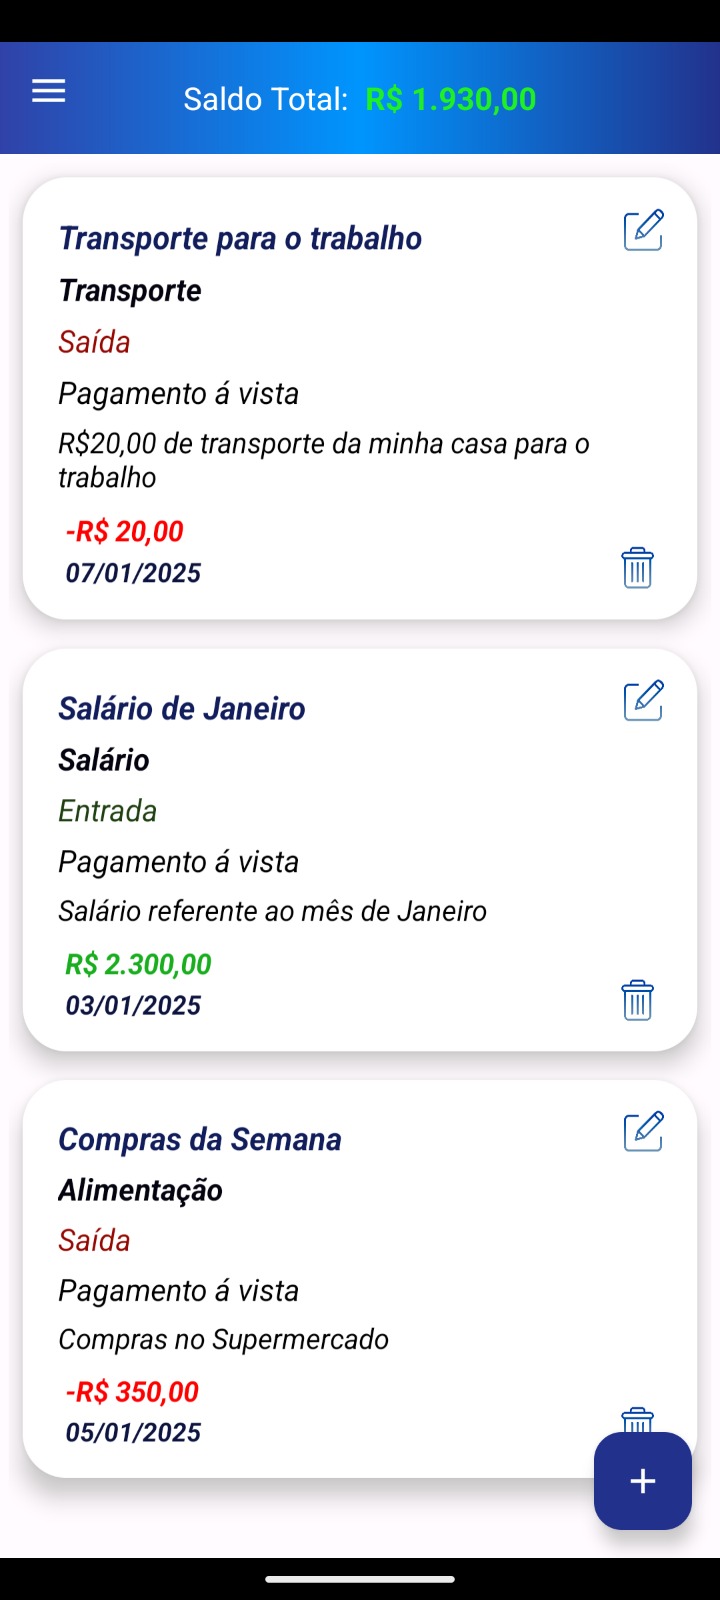 Saldo Total: R$ 1.930,00
Transporte para o trabalho
Transporte
Saída
Pagamento á vista
R$20,00 de transporte da minha casa para o
trabalho
-R$ 20,00
07/01/2025
Salário de Janeiro
Salário
Entrada
Pagamento á vista
Salário referente ao mês de Janeiro
R$ 2.300,00
03/01/2025
Compras da Semana
Alimentação
Saída
Pagamento á vista
Compras no Supermercado
-R$ 350,00
05/01/2025
+